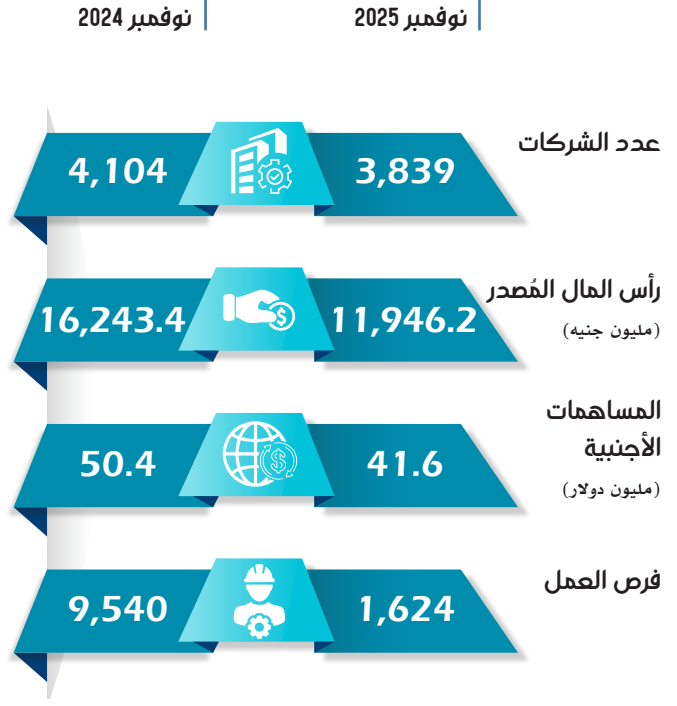 نوفمبر 2025
نوفمبر 2024
عدد الشركات
3,839
4,104
رأس المال المُصدر
(مليون جنيه)
11,946.2
16,243.4
المساهمات
الأجنبية
(مليون دولار)
41.6
50.4
فرص العمل
1,624
9,540